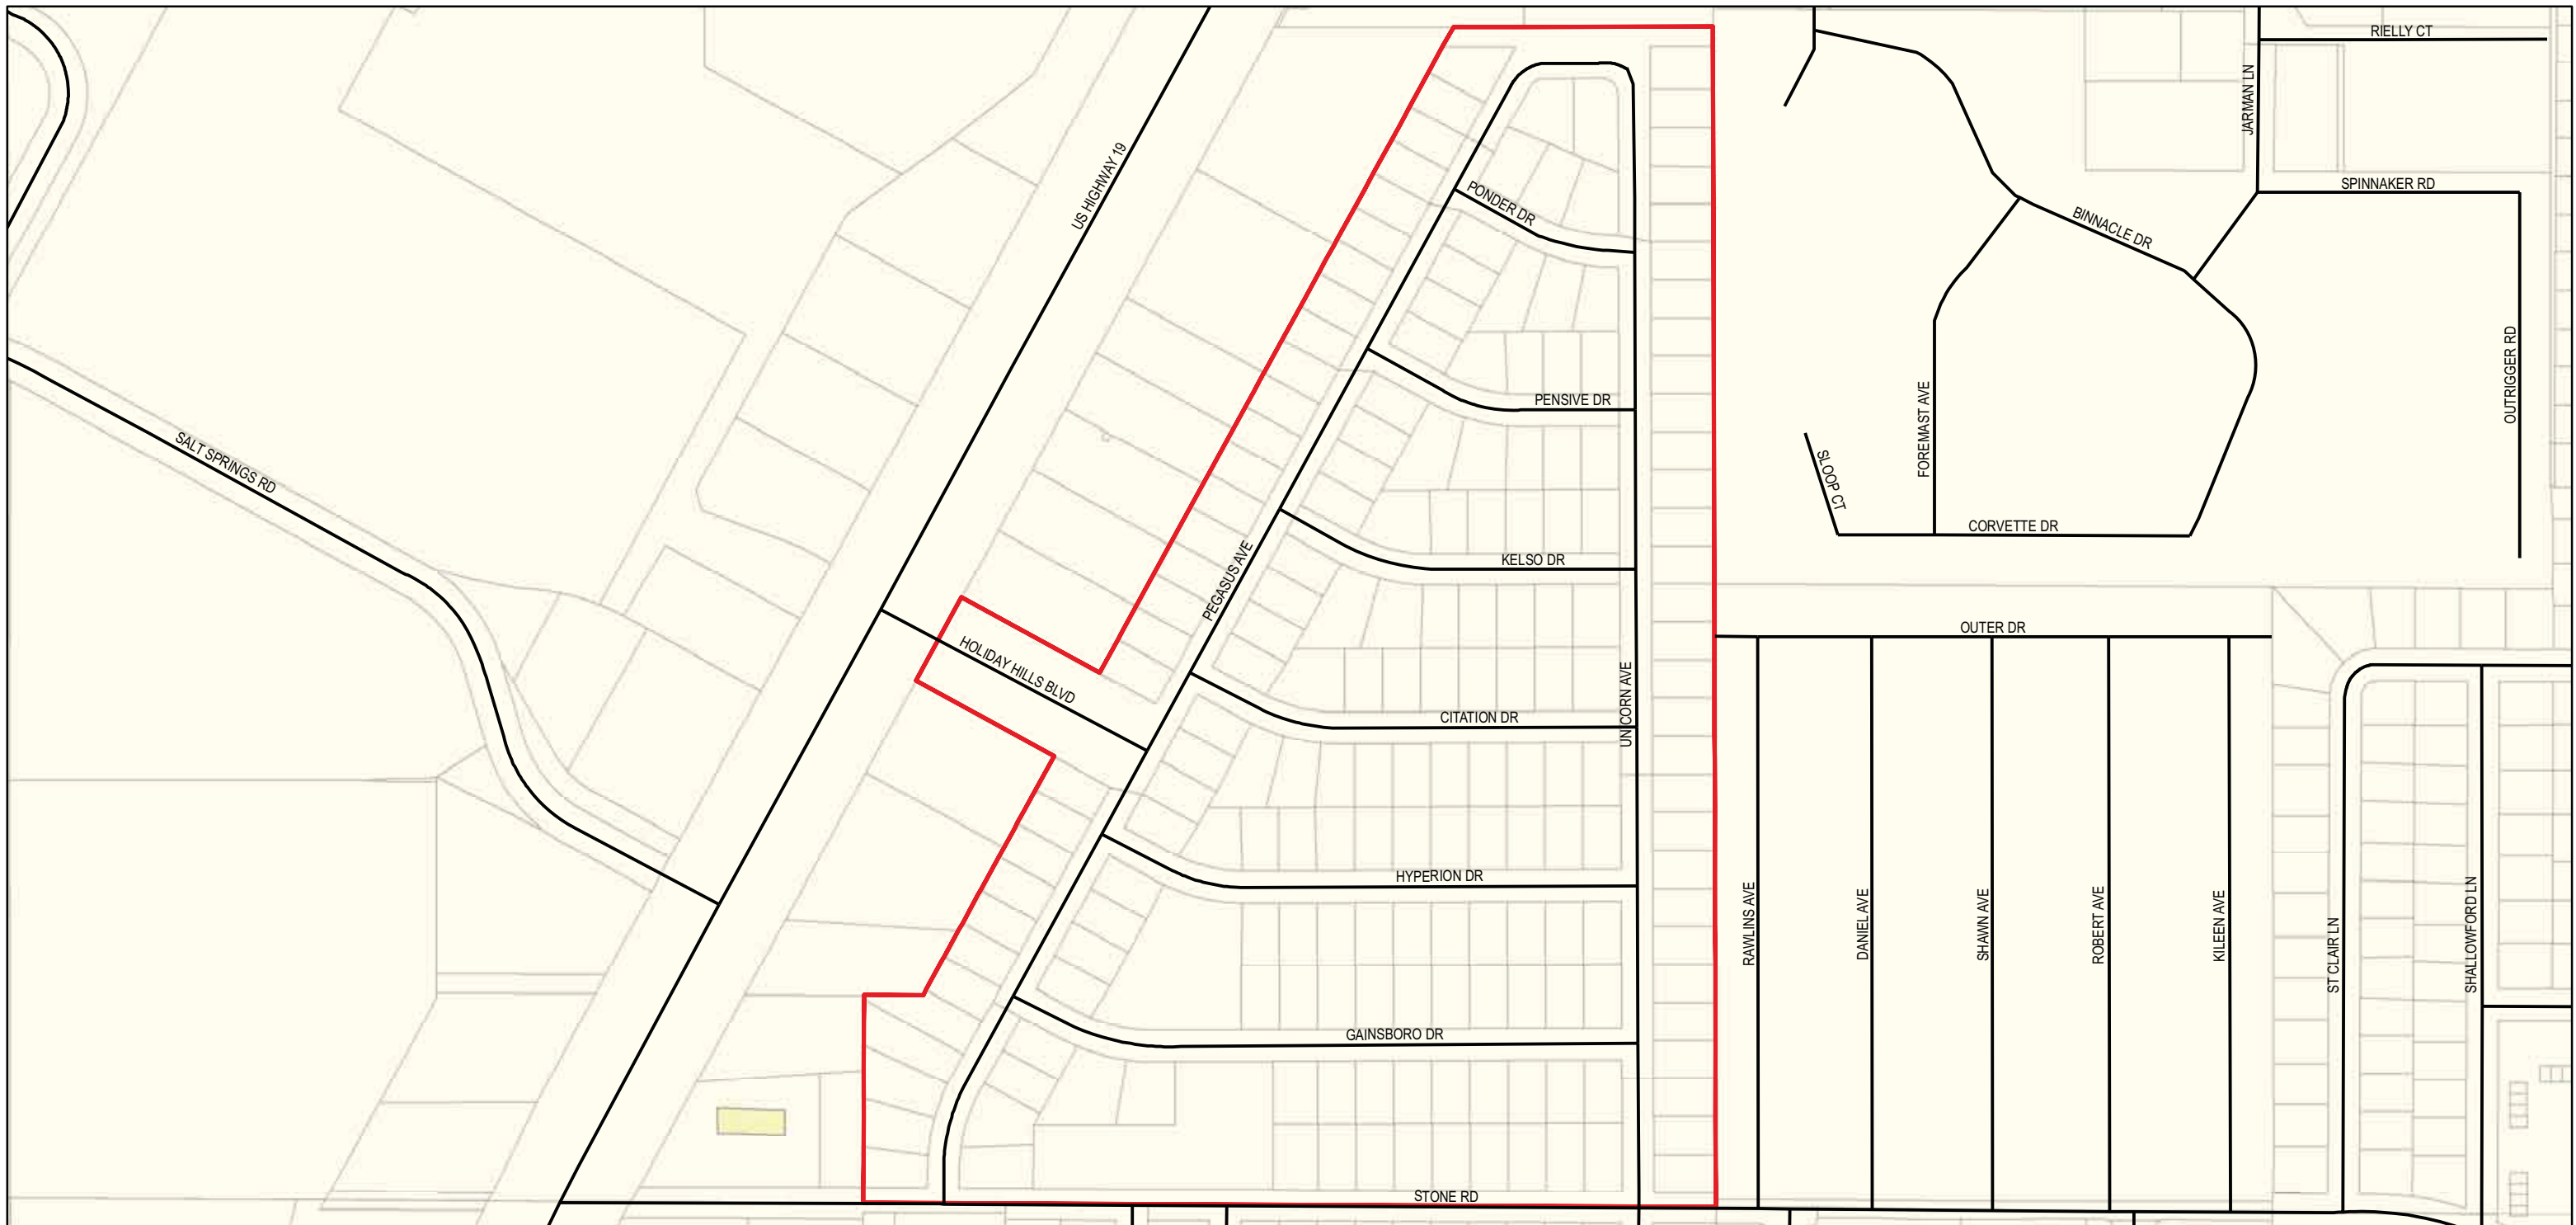 RIELLY CT
JARMAN LN
US HIGHWAY 19
PONDER DR
SPINNAKER RD
BINNACLE DR
OUTRIGGER RD
PENSIVE DR
FOREMAST AVE
SALT SPRINGS RD
SLOOP CT
CORVETTE DR
KELSO DR
PEGASUS AVE
OUTER DR
HOLIDAY HILLS BLVD
UNICORN AVE
CITATION DR
HYPERION DR
RAWLINS AVE
DANIEL AVE
SHAWN AVE
ROBERT AVE
KILEEN AVE
ST CLAIR LN
SHALLOWFORD LN
GAINSBORO DR
STONE RD